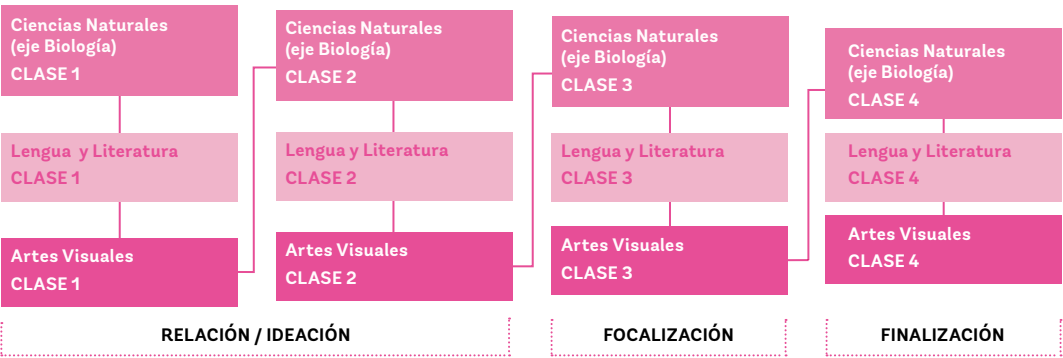 Ciencias Naturales
(eje Biología)
CLASE 1
Lengua y Literatura
CLASE 1
Artes Visuales
CLASE 1
Ciencias Naturales
(eje Biología)
CLASE 2
Lengua y Literatura
CLASE 2
Artes Visuales
CLASE 2
Ciencias Naturales
(eje Biología)
CLASE 3
Lengua y Literatura
CLASE 3
Artes Visuales
CLASE 3
Ciencias Naturales
(eje Biología)
CLASE 4
Lengua y Literatura
CLASE 4
Artes Visuales
CLASE 4
RELACIÓN / IDEACIÓN
FOCALIZACIÓN
FINALIZACIÓN